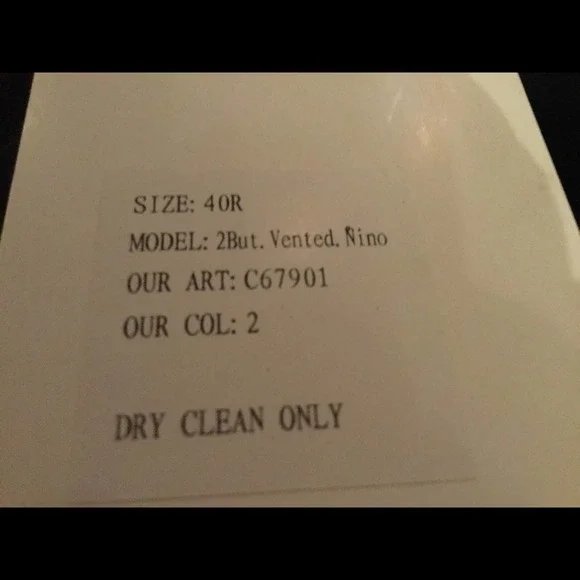 SIZE: 40R
MODEL: 2But. Vented. Nino
OUR ART: C67901
OUR COL: 2
DRY CLEAN ONLY